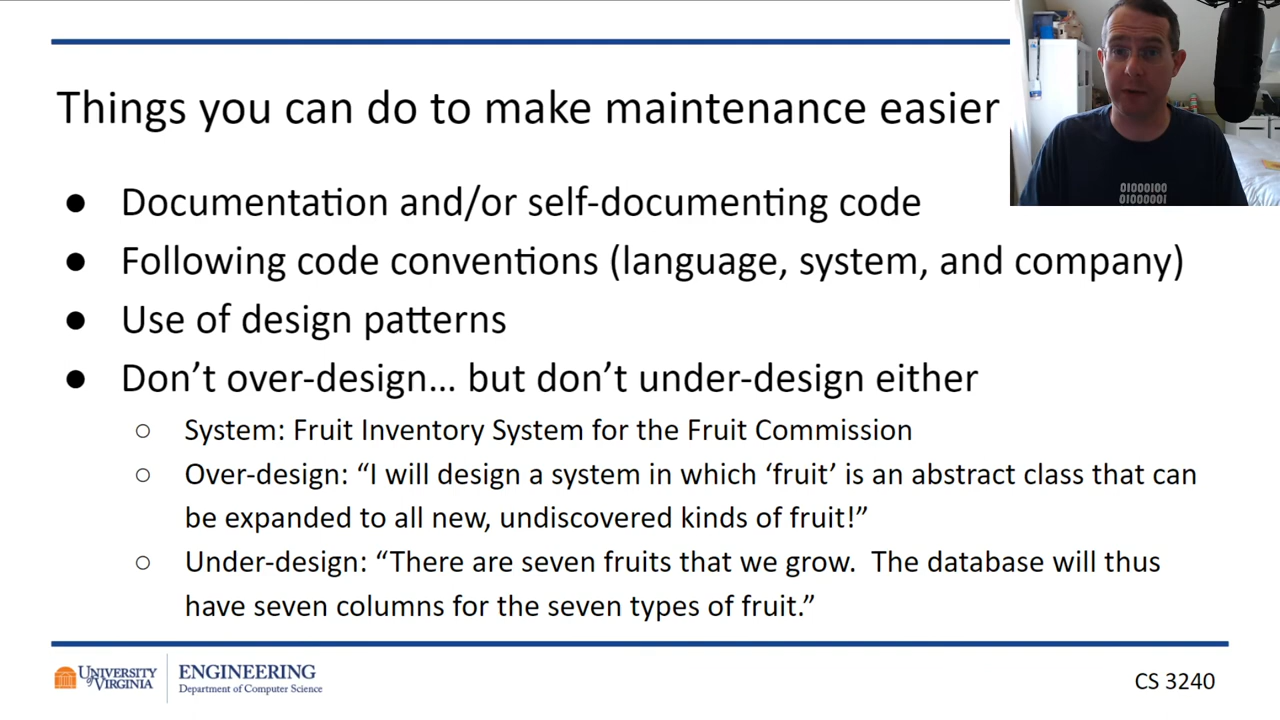 Things you can do to make maintenance easier
01000100
01000001
● Documentation and/or self-documenting code
● Following code conventions (language, system, and company)
● Use of design patterns
● Don’t over-design… but don’t under-design either
○ System: Fruit Inventory System for the Fruit Commission
○ Over-design: “I will design a system in which ‘fruit’ is an abstract class that can
be expanded to all new, undiscovered kinds of fruit!”
○ Under-design: “There are seven fruits that we grow.  The database will thus
have seven columns for the seven types of fruit.”
UNIVERSITY
of VIRGINIA
ENGINEERING
Department of Computer Science
CS 3240